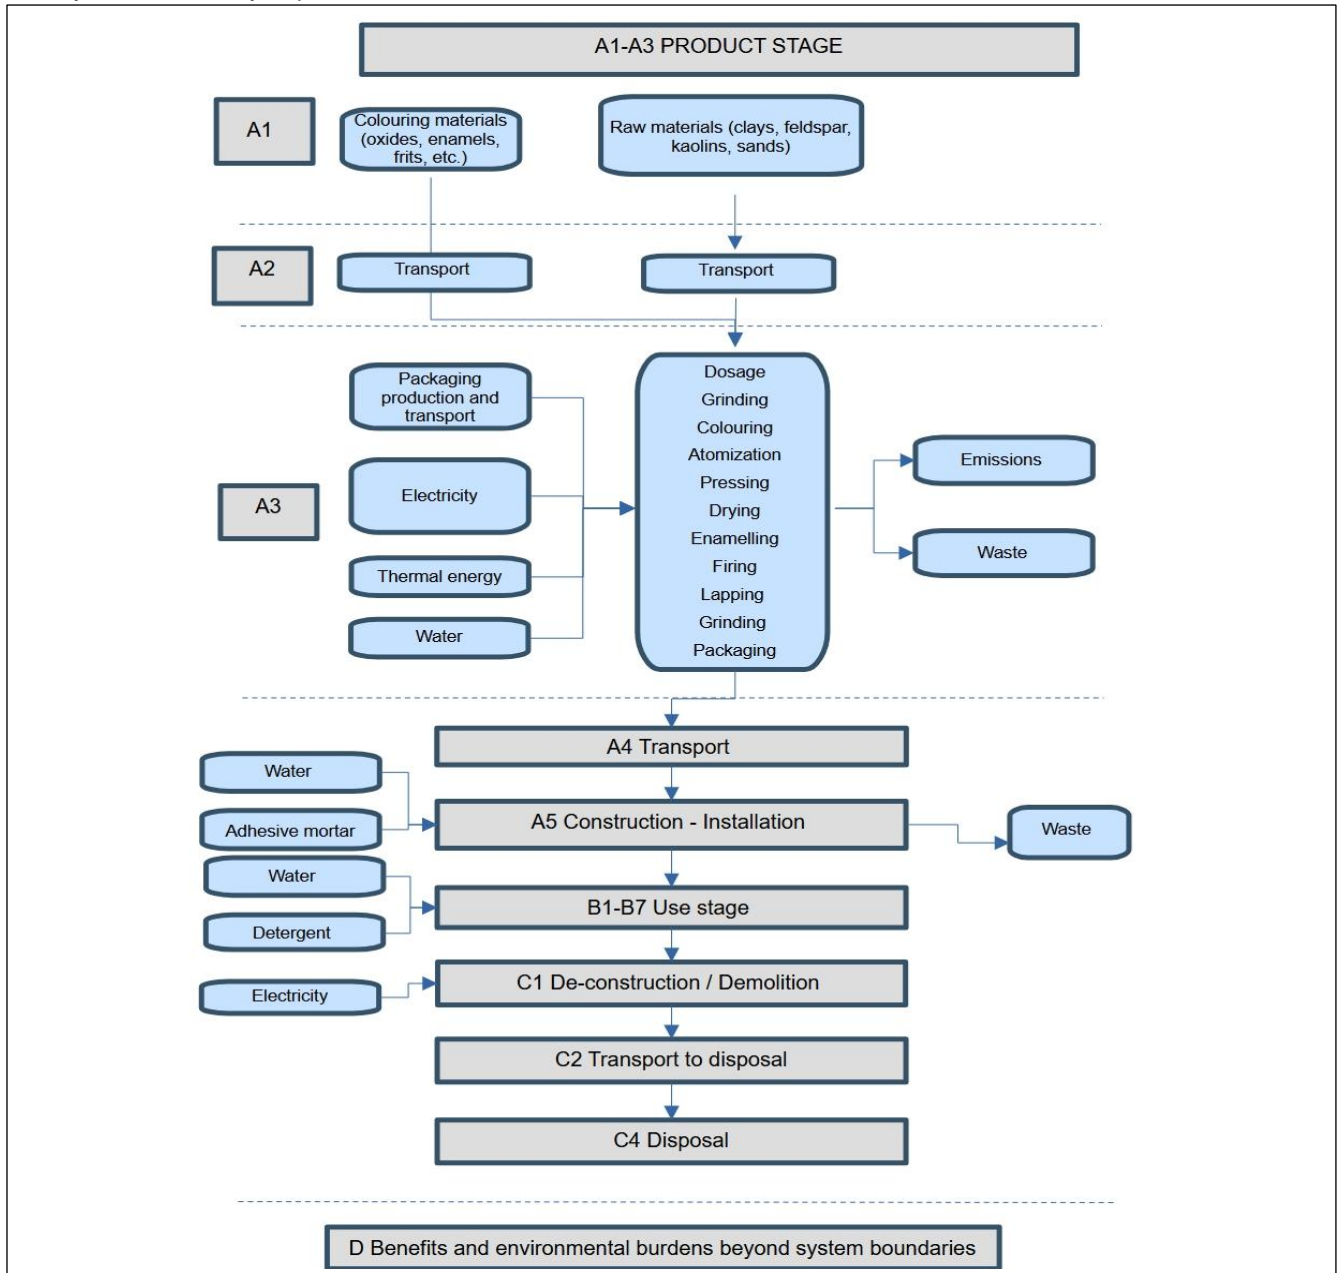 A1-A3 PRODUCT STAGE
A1
Colouring materials
(oxides, enamels,
frits, etc.)
Raw materials (clays, feldspar,
kaolins, sands)
A2
Transport
Transport
A3
Packaging
production and
transport
Electricity
Thermal energy
Water
Dosage
Grinding
Colouring
Atomization
Pressing
Drying
Enamelling
Firing
Lapping
Grinding
Packaging
Emissions
Waste
A4 Transport
Water
Adhesive mortar
A5 Construction - Installation
Waste
Water
Detergent
B1-B7 Use stage
Electricity
C1 De-construction / Demolition
C2 Transport to disposal
C4 Disposal
D Benefits and environmental burdens beyond system boundaries